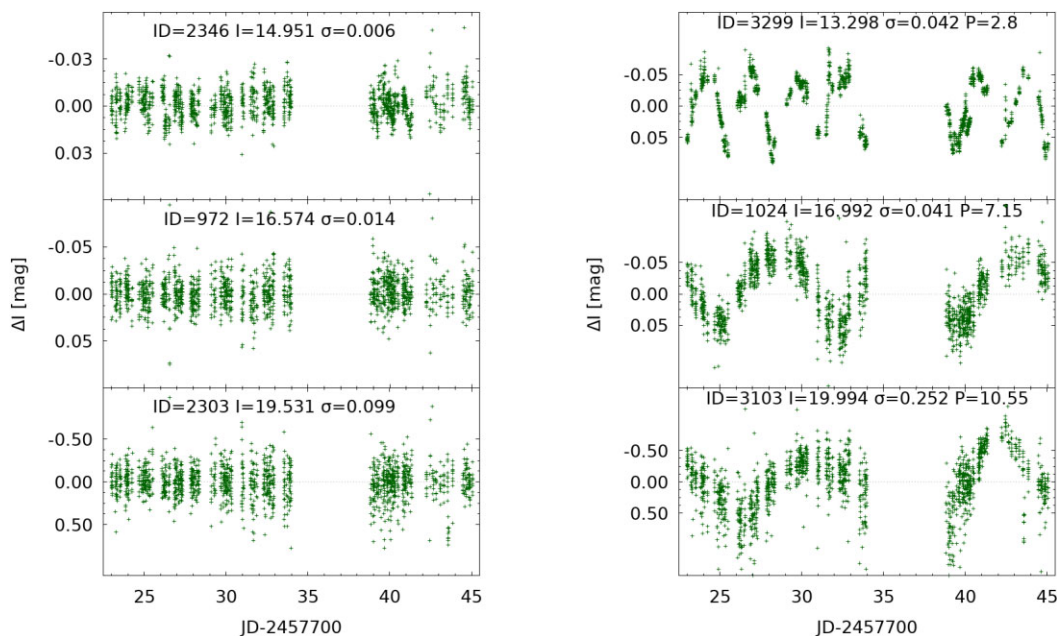 ID=2346 I=14.951 σ=0.006
-0.03
0.00
0.03
ID=972 I=16.574 σ=0.014
-0.05
0.00
0.05
ΔI [mag]
ID=2303 I=19.531 σ=0.099
-0.50
0.00
0.50
25 30 35 40 45
JD-2457700
ID=3299 I=13.298 σ=0.042 P=2.8
-0.05
0.00
0.05
ID=1024 I=16.992 σ=0.041 P=7.15
-0.05
0.00
0.05
ΔI [mag]
ID=3103 I=19.994 σ=0.252 P=10.55
-0.50
0.00
0.50
25 30 35 40 45
JD-2457700